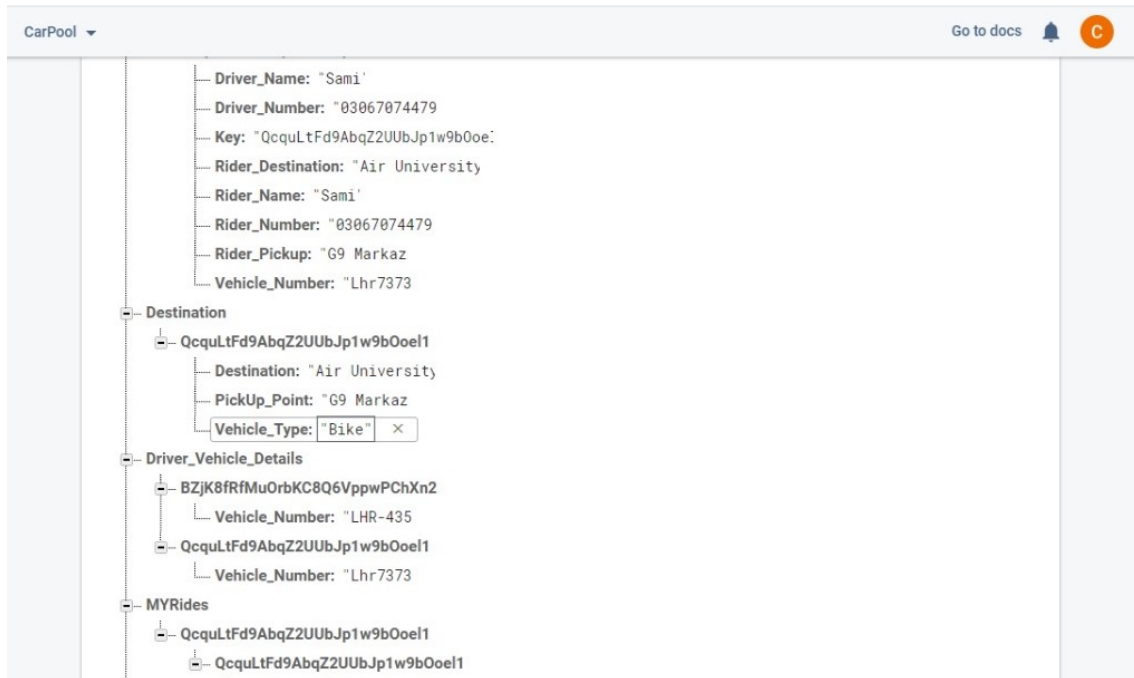 CarPool Go to docs C
Driver_Name: "Sami'
Driver_Number: "03067074479
Key: "QcquLtFd9AbqZ2UUbJp1w9bOoel
Rider_Destination: "Air University
Rider_Name: "Sami'
Rider_Number: "03067074479
Rider_Pickup: "G9 Markaz
Vehicle_Number: "Lhr7373
Destination
QcquLtFd9AbqZ2UUbJp1w9bOoel1
Destination: "Air University
PickUp_Point: "G9 Markaz
Vehicle_Type: "Bike" ×
Driver_Vehicle_Details
BZjK8fRfMuOrbKC8Q6VppwPChXn2
Vehicle_Number: "LHR-435
QcquLtFd9AbqZ2UUbJp1w9bOoel1
Vehicle_Number: "Lhr7373
MYRides
QcquLtFd9AbqZ2UUbJp1w9bOoel1
QcquLtFd9AbqZ2UUbJp1w9bOoel1